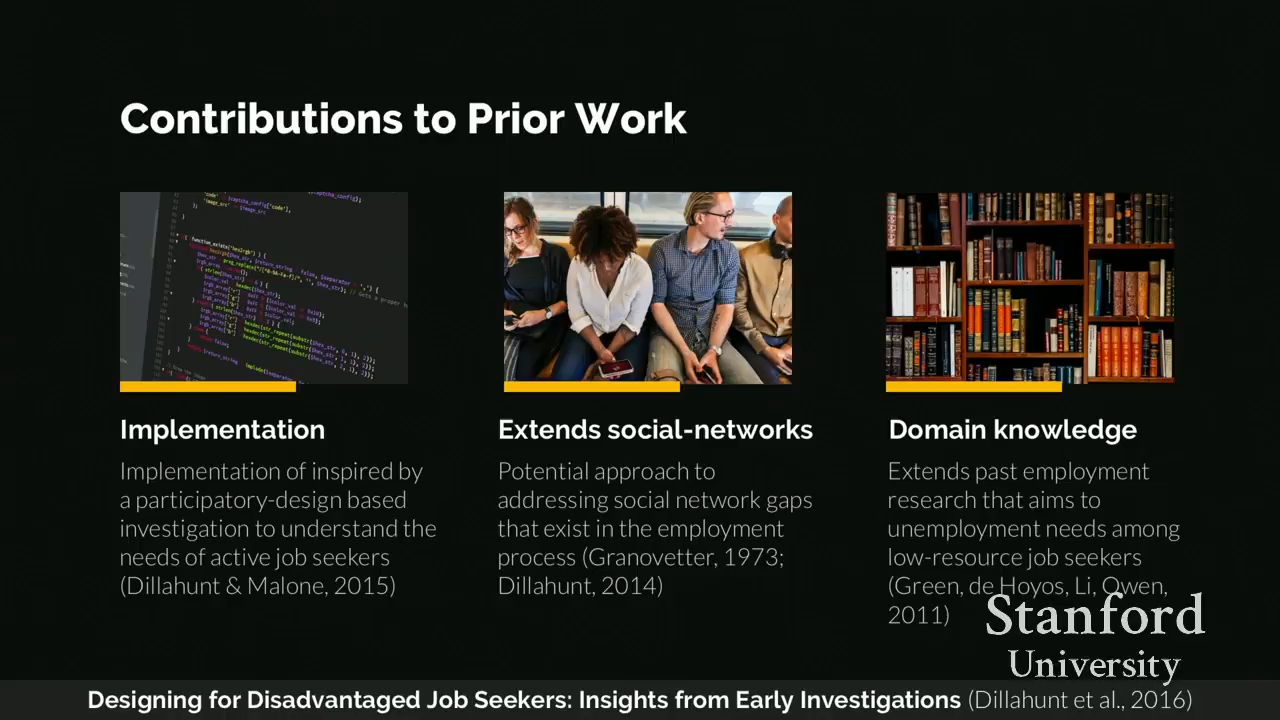 Contributions to Prior Work
Implementation
Implementation of inspired by
a participatory-design based
investigation to understand the
needs of active job seekers
(Dillahunt & Malone, 2015)
Extends social-networks
Potential approach to
addressing social network gaps
that exist in the employment
process (Granovetter, 1973;
Dillahunt, 2014)
Domain knowledge
Extends past employment
research that aims to
unemployment needs among
low-resource job seekers
(Green, de Hoyos, Li, Owen,
2011)
Stanford
University
Designing for Disadvantaged Job Seekers: Insights from Early Investigations (Dillahunt et al., 2016)